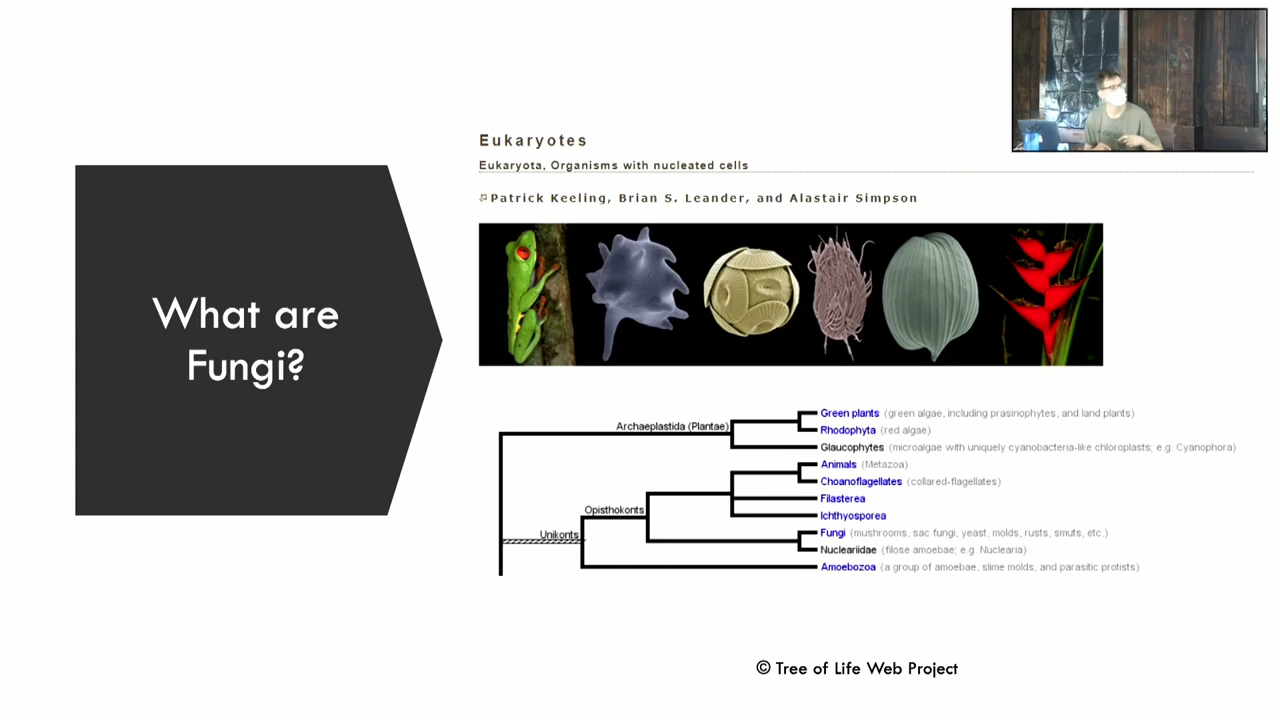 What are
Fungi?
Eukaryotes
Eukaryota, Organisms with nucleated cells
Patrick Keeling, Brian S. Leander, and Alastair Simpson
Archaeplastida (Plantae)
Green plants (green algae, including prasinophytes, and land plants)
Rhodophyta (red algae)
Glaucophytes (microalgae with uniquely cyanobacteria-like chloroplasts; e.g. Cyanophora)
Animals (Metazoa)
Choanoflagellates (collared-flagellates)
Filasterea
Opisthokonts
Ichthyosporea
Unikonts
Fungi (mushrooms, sac fungi, yeast, molds, rusts, smuts, etc.)
Nucleariidae (filose amoebae; e.g. Nuclearia)
Amoebozoa (a group of amoebae, slime molds, and parasitic protists)
© Tree of Life Web Project